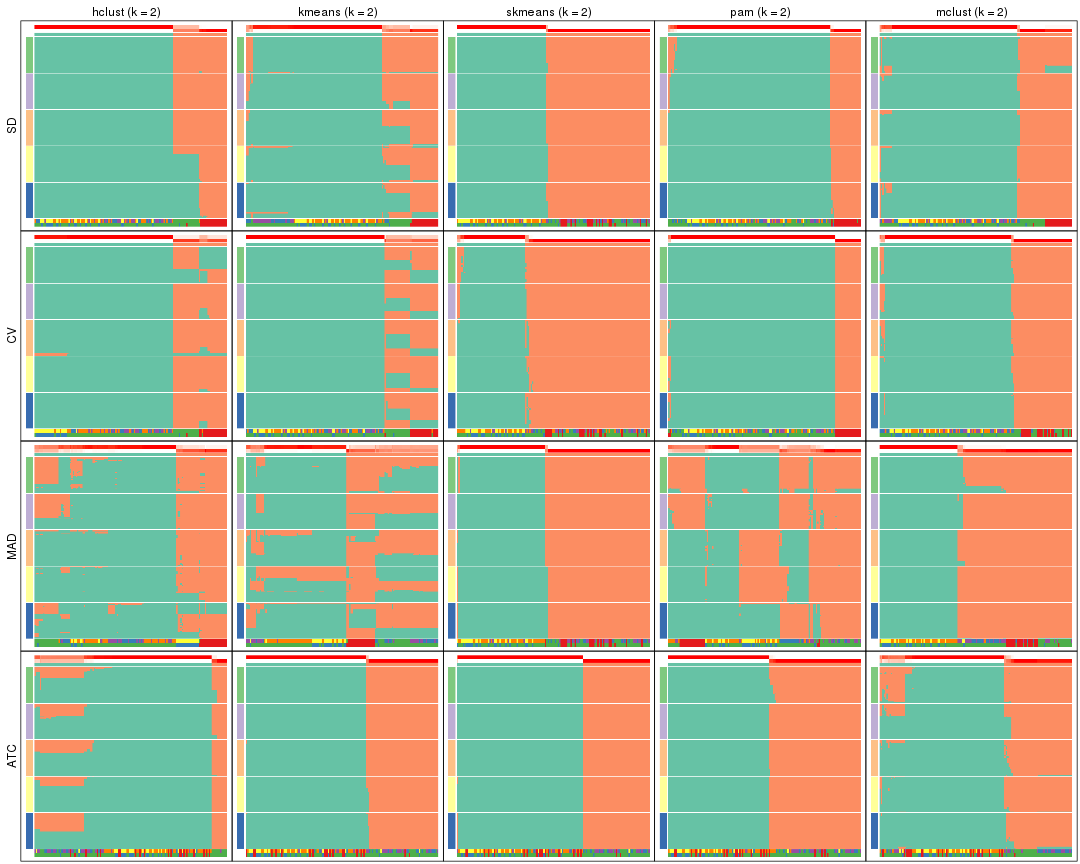 hclust (k = 2) kmeans (k = 2) skmeans (k = 2) pam (k = 2) mclust (k = 2)
SD
CV
MAD
ATC